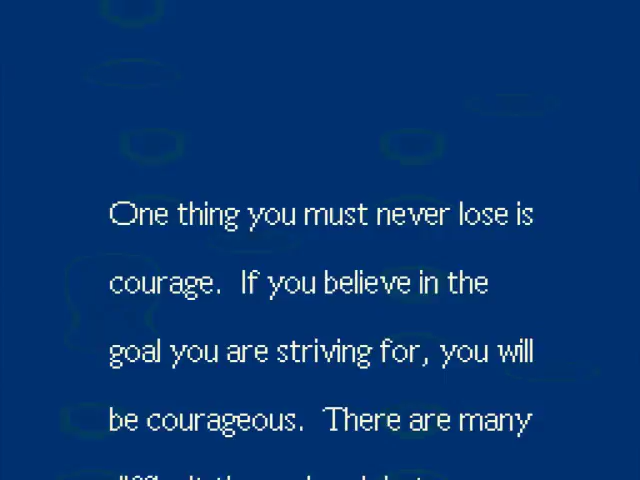 One thing you must never lose is
courage.  If you believe in the
goal you are striving for, you will
be courageous.  There are many